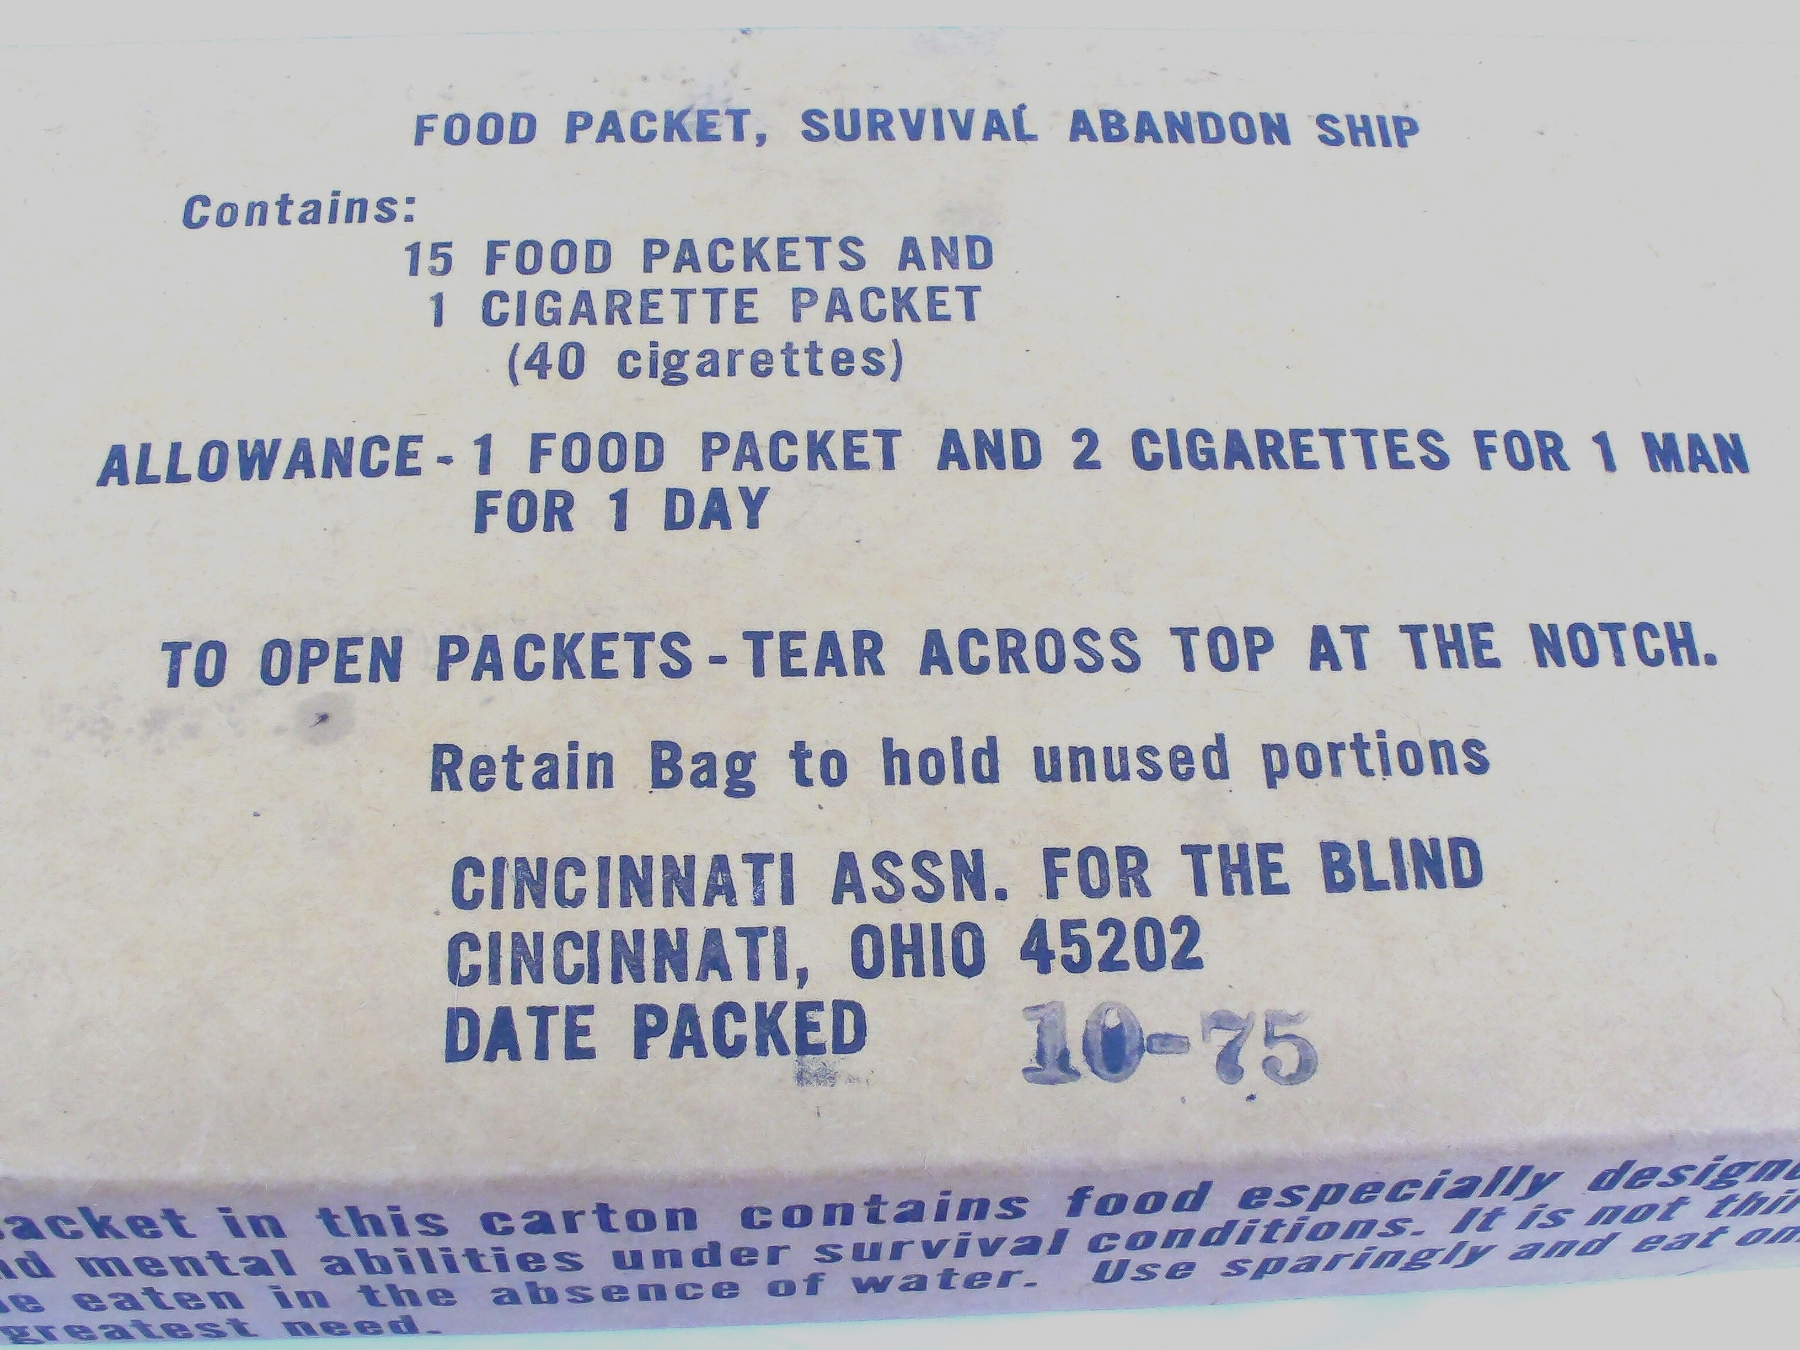 FOOD PACKET, SURVIVAL ABANDON SHIP
Contains:
15 FOOD PACKETS AND
1 CIGARETTE PACKET
(40 cigarettes)
ALLOWANCE - 1 FOOD PACKET AND 2 CIGARETTES FOR 1 MAN
FOR 1 DAY
TO OPEN PACKETS - TEAR ACROSS TOP AT THE NOTCH.
Retain Bag to hold unused portions
CINCINNATI ASSN. FOR THE BLIND
CINCINNATI, OHIO 45202
DATE PACKED 10-75
in this carton contains food especially
mental abilities under survival conditions. It is not
eaten in the absence of water. Use sparingly and eat
greatest need.